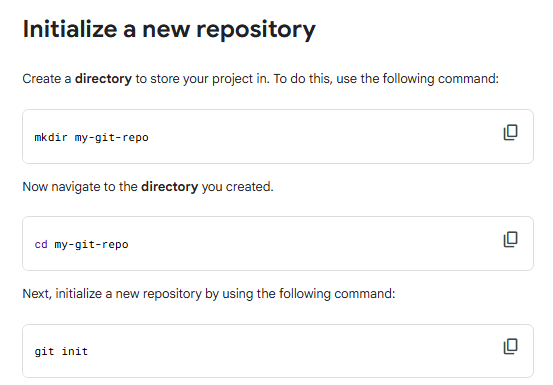 Initialize a new repository
Create a directory to store your project in. To do this, use the following command:
mkdir my-git-repo
Now navigate to the directory you created.
cd my-git-repo
Next, initialize a new repository by using the following command:
git init